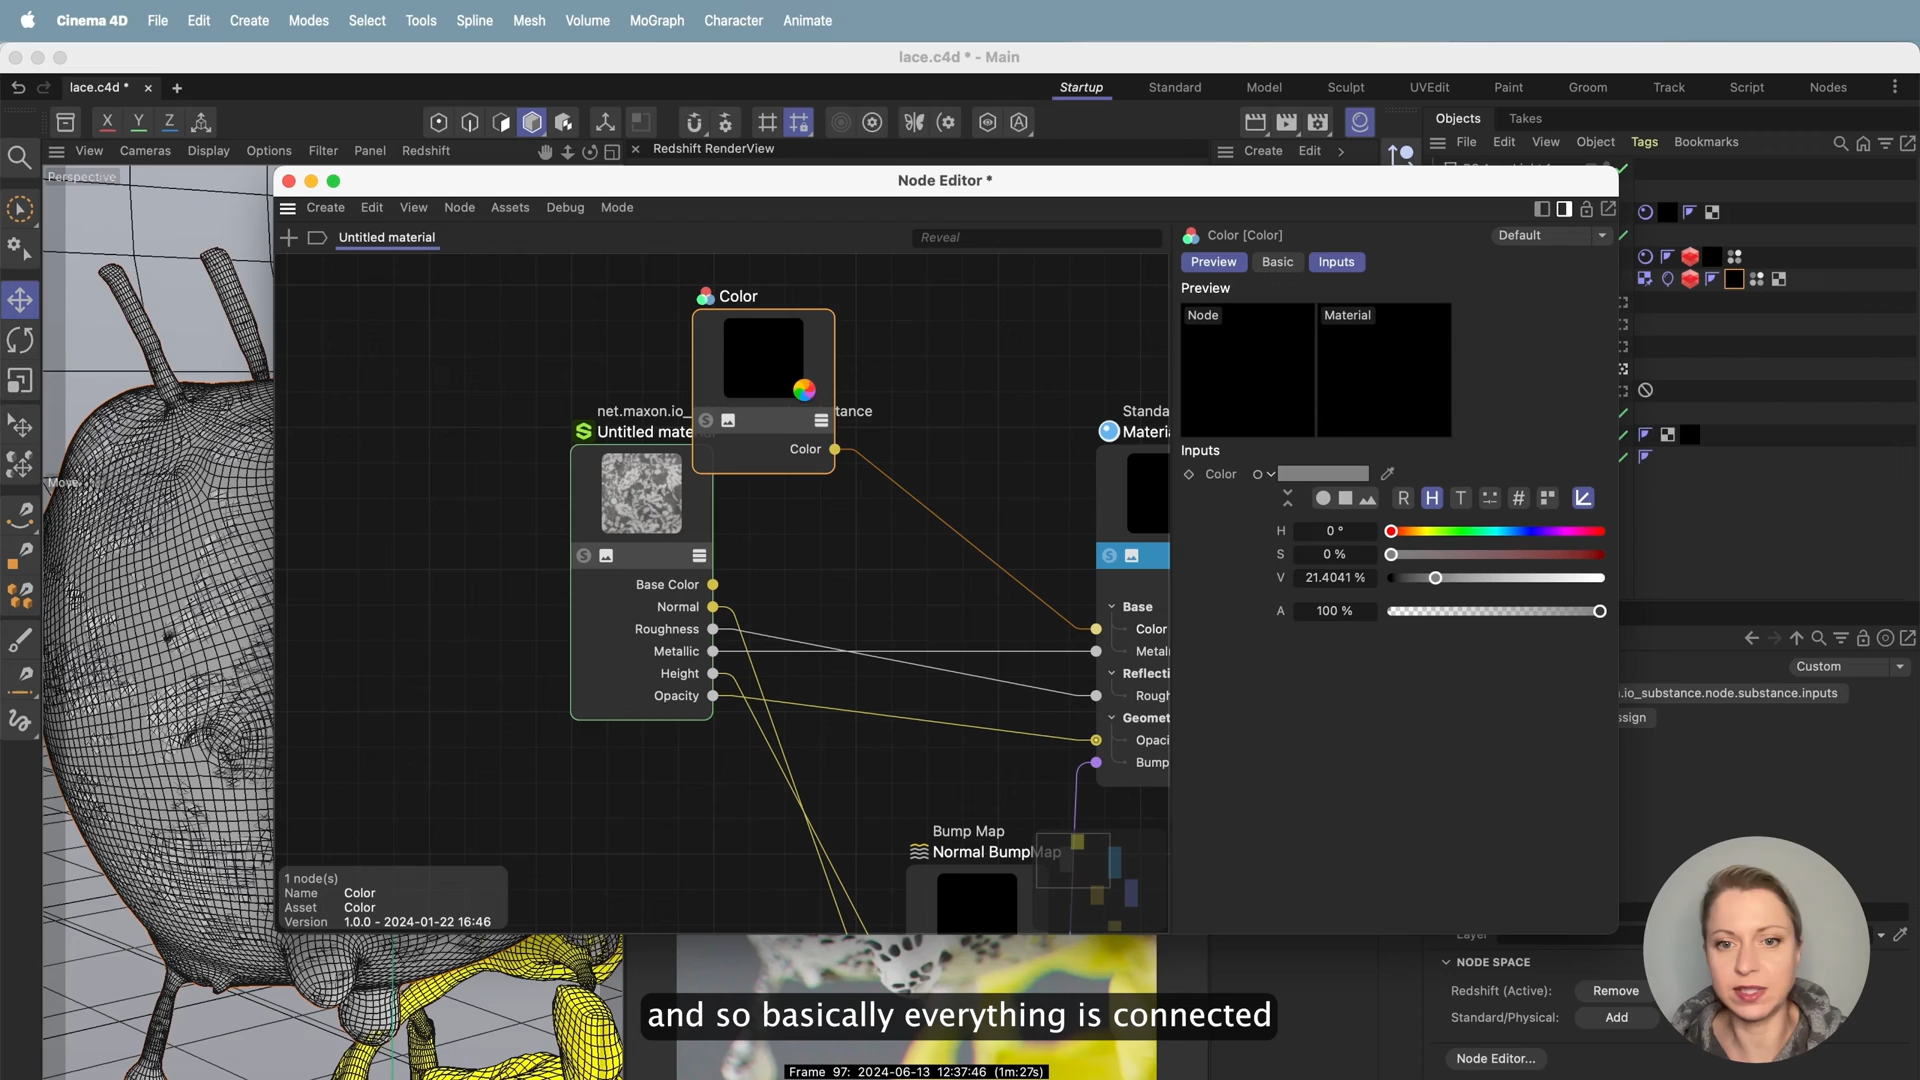 Cinema 4D File Edit Create Modes Select Tools Spline Mesh Volume MoGraph Character Animate
lace.c4d * - Main
lace.c4d * Startup Standard Model Sculpt UVEdit Paint Groom Track Script Nodes
X Y Z
Objects Takes
View Cameras Display Options Filter Panel Redshift
Redshift RenderView
Create Edit
File Edit View Object Tags Bookmarks
Perspective
Node Editor *
Create Edit View Node Assets Debug Mode
Untitled material
Reveal
Color [Color]
Default
Preview Basic Inputs
Preview
Node
Material
Color
net.maxon.io_
tance
Untitled mate
Color
Standa
Materia
Inputs
Color
R H T #
H 0 °
S 0 %
V 21.4041 %
A 100 %
Move
Base Color
Normal
Roughness
Metallic
Height
Opacity
Base
Color
Metal
Reflecti
Rough
Geomet
Opaci
Bump
Custom
.io_substance.node.substance.inputs
sign
Bump Map
Normal BumpMap
1 node(s)
Name Color
Asset Color
Version 1.0.0 - 2024-01-22 16:46
Layer
NODE SPACE
Redshift (Active): Remove
Standard/Physical: Add
Node Editor...
and so basically everything is connected
Frame 97: 2024-06-13 12:37:46 (1m:27s)